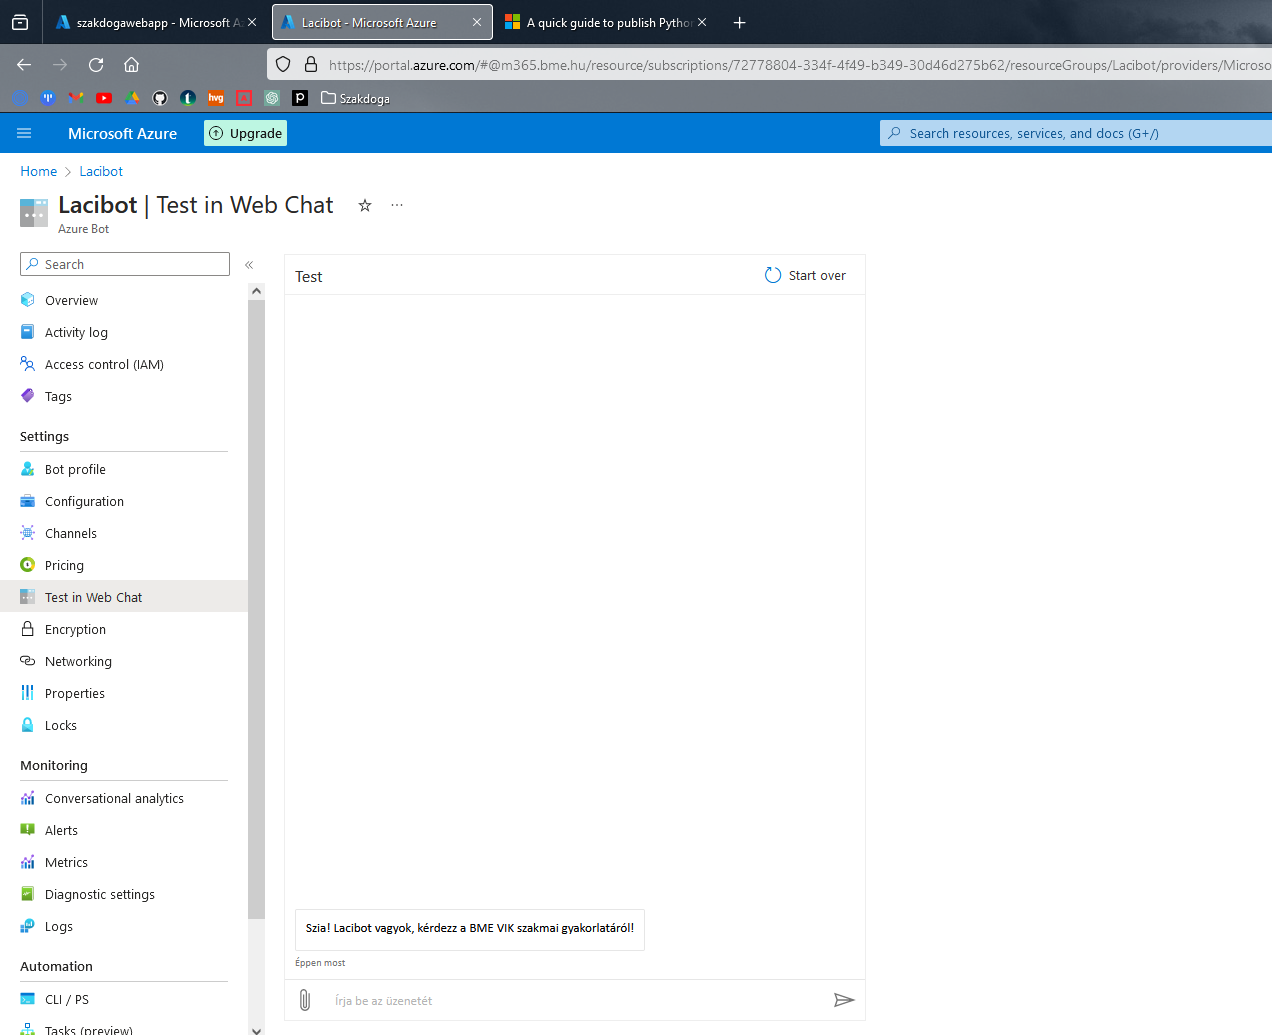 szakdogawebapp - Microsoft Az
Lacibot - Microsoft Azure
A quick guide to publish Python
https://portal.azure.com/#@m365.bme.hu/resource/subscriptions/72778804-334f-4f49-b349-30d46d275b62/resourceGroups/Lacibot/providers/Microso
hvg
Szakdoga
Microsoft Azure
Upgrade
Search resources, services, and docs (G+/)
Home > Lacibot
Lacibot | Test in Web Chat
Azure Bot
Search
Overview
Activity log
Access control (IAM)
Tags
Settings
Bot profile
Configuration
Channels
Pricing
Test in Web Chat
Encryption
Networking
Properties
Locks
Monitoring
Conversational analytics
Alerts
Metrics
Diagnostic settings
Logs
Automation
CLI / PS
Tasks (preview)
Test
Start over
Szia! Lacibot vagyok, kérdezz a BME VIK szakmai gyakorlatáról!
Éppen most
Írja be az üzenetét